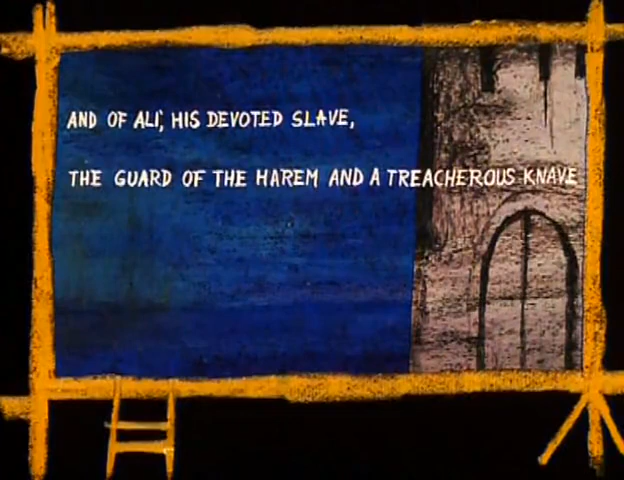 AND OF ALI, HIS DEVOTED SLAVE,
THE GUARD OF THE HAREM AND A TREACHEROUS KNAVE